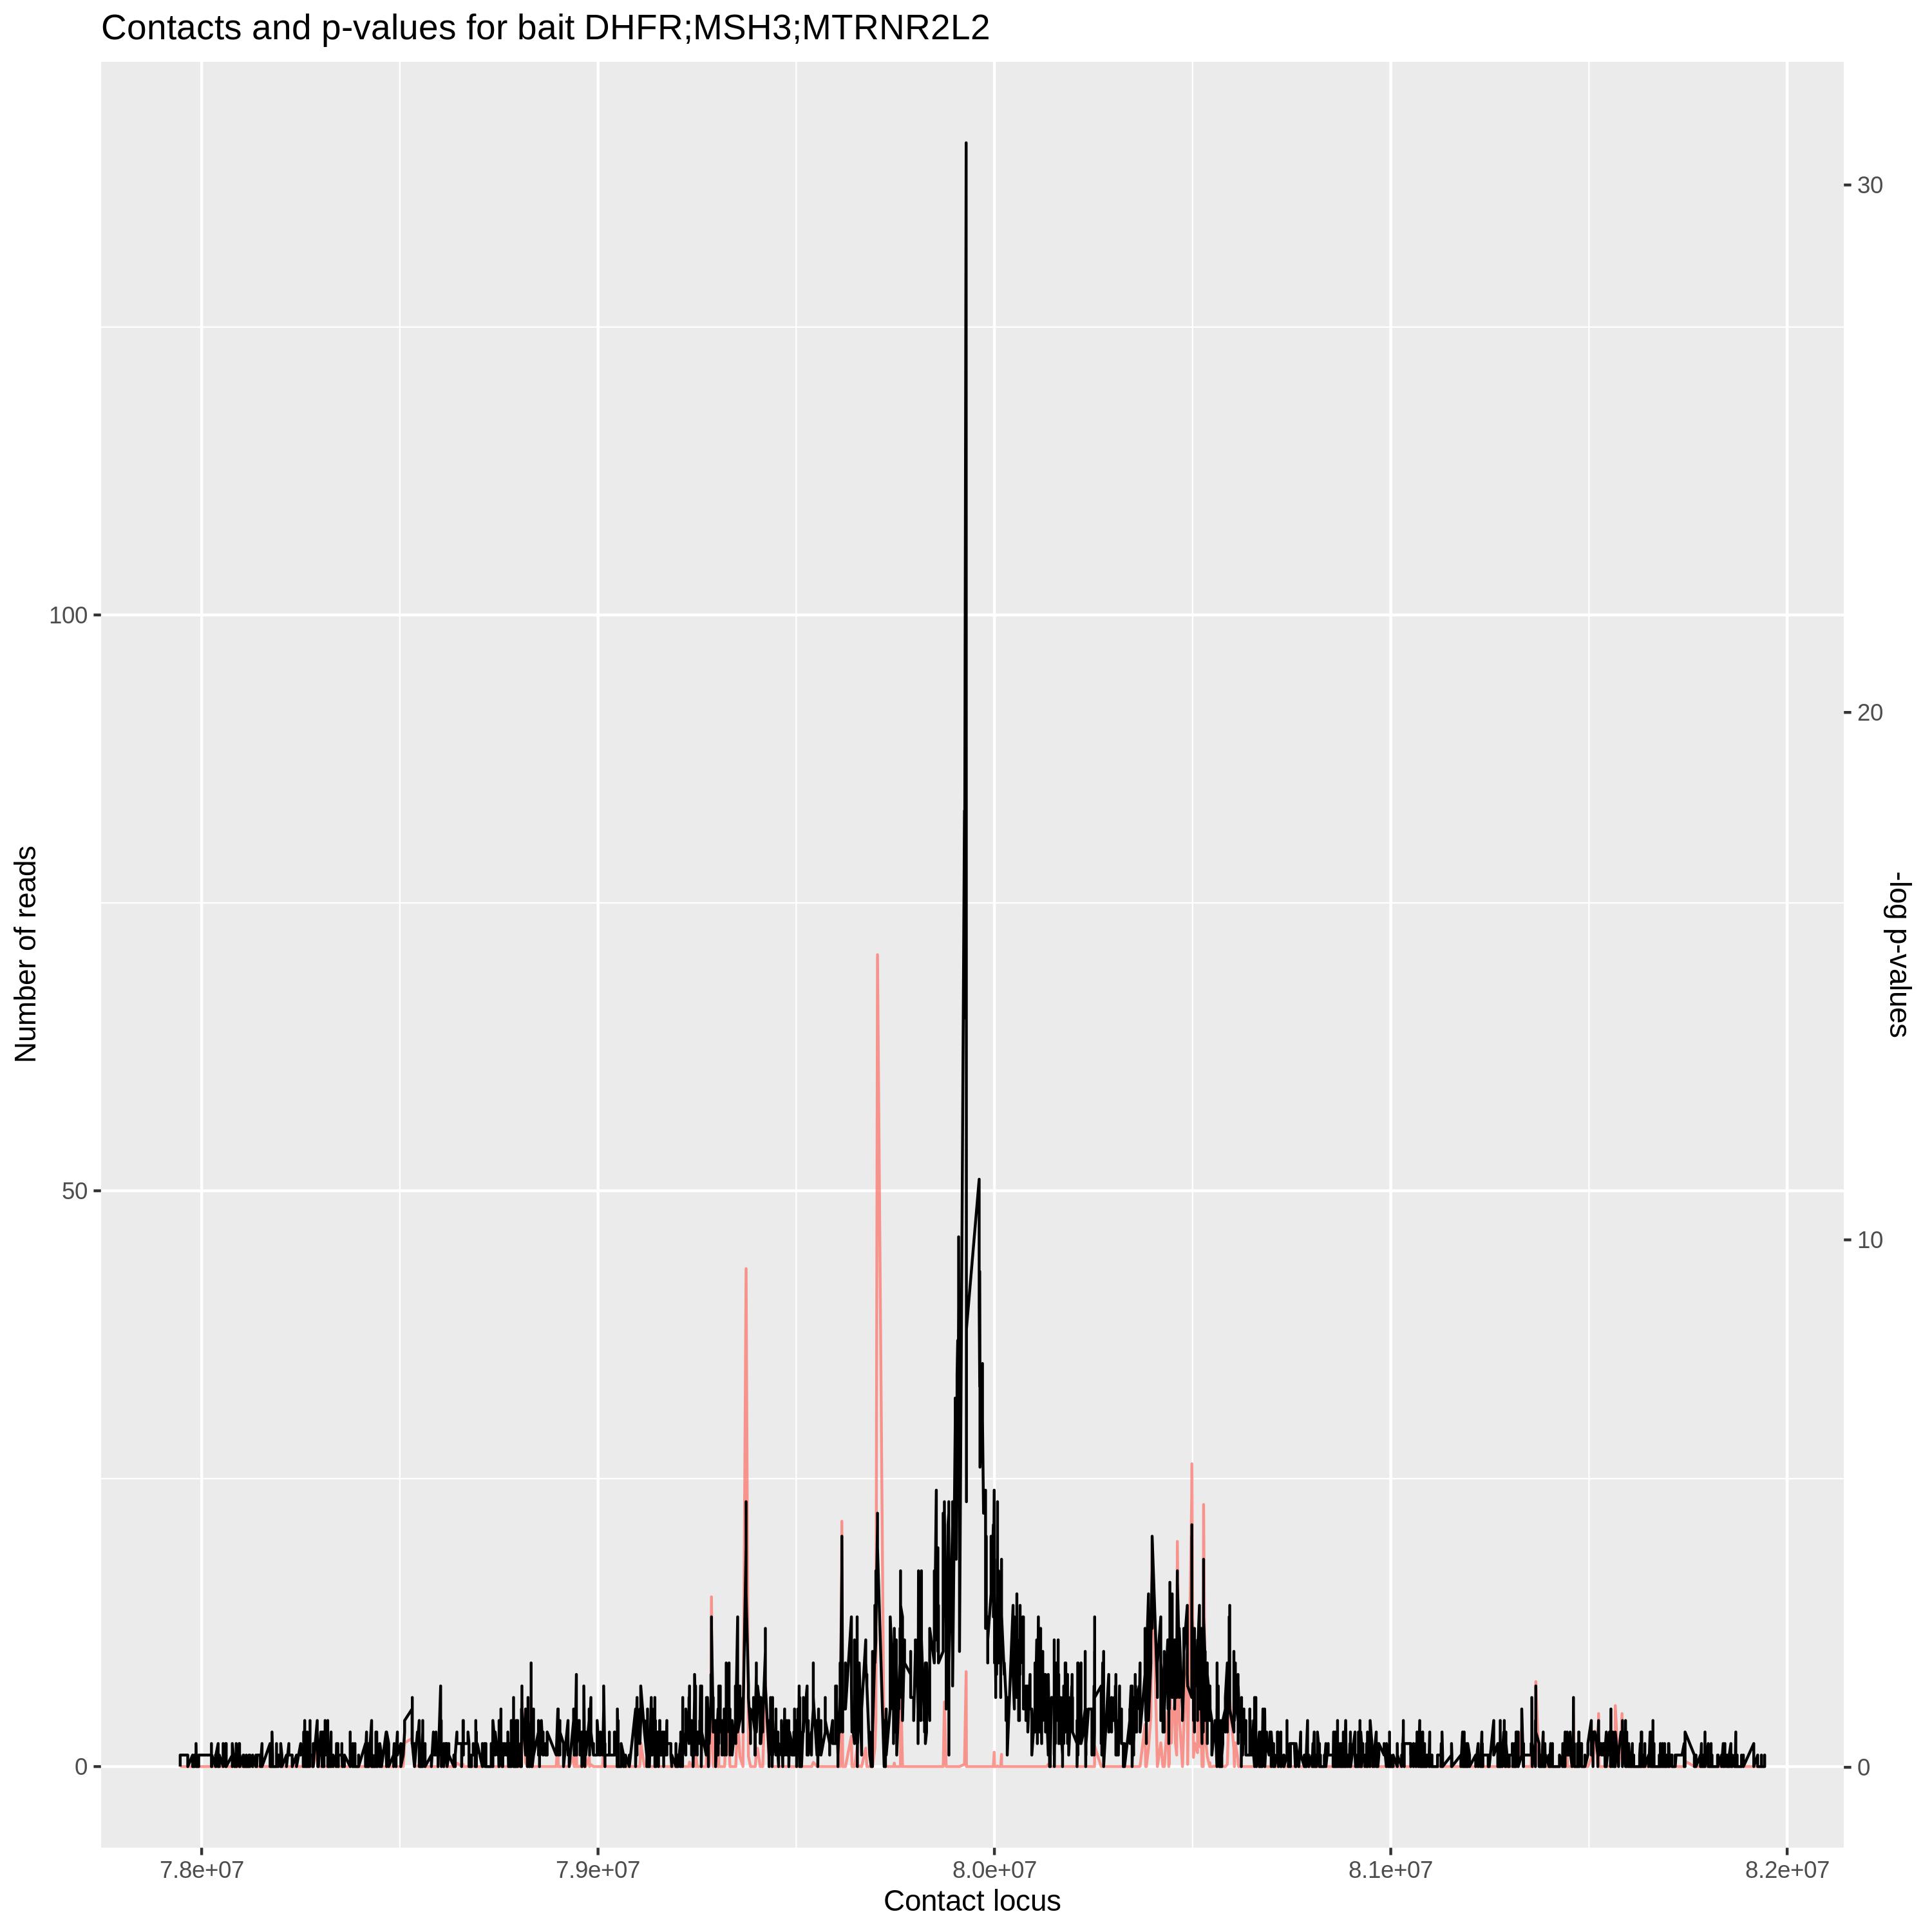 Contacts and p-values for bait DHFR;MSH3;MTRNR2L2
30
100
20
Number of reads
-log p-values
50
10
0
0
7.8e+07
7.9e+07
8.0e+07
8.1e+07
8.2e+07
Contact locus